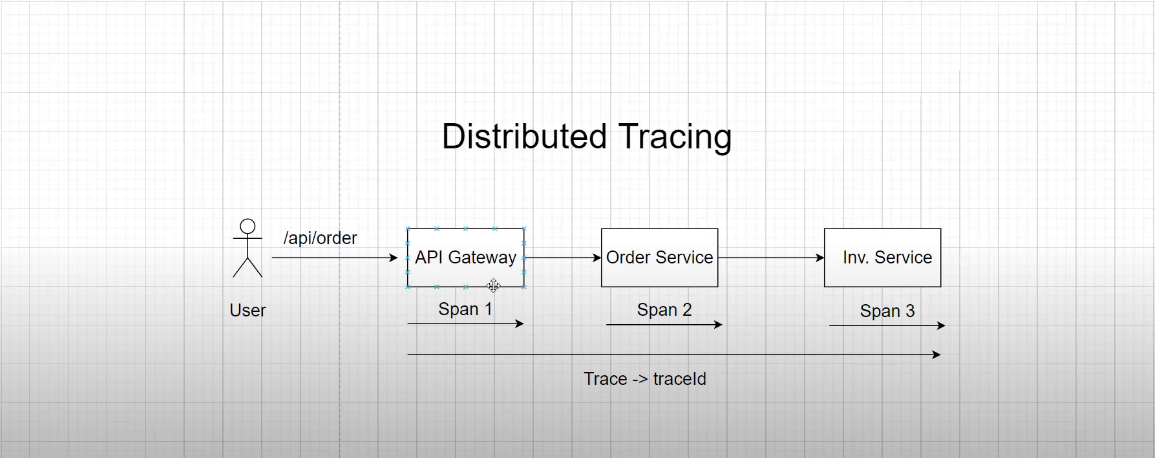 Distributed Tracing
/api/order
API Gateway
Order Service
Inv. Service
User
Span 1
Span 2
Span 3
Trace -> traceId